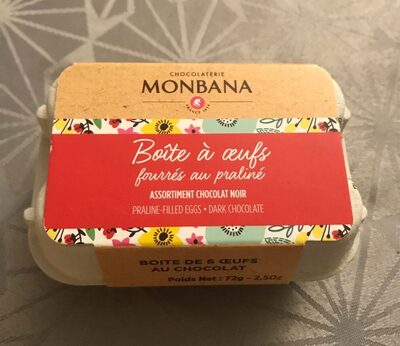 CHOCOLATERIE
MONBANA
Boîte à œufs
fourrés au praliné
ASSORTIMENT CHOCOLAT NOIR
PRALINE-FILLED EGGS • DARK CHOCOLATE
BOITE DE 6 ŒUFS
AU CHOCOLAT
Poids Net : 72g - 2,50z